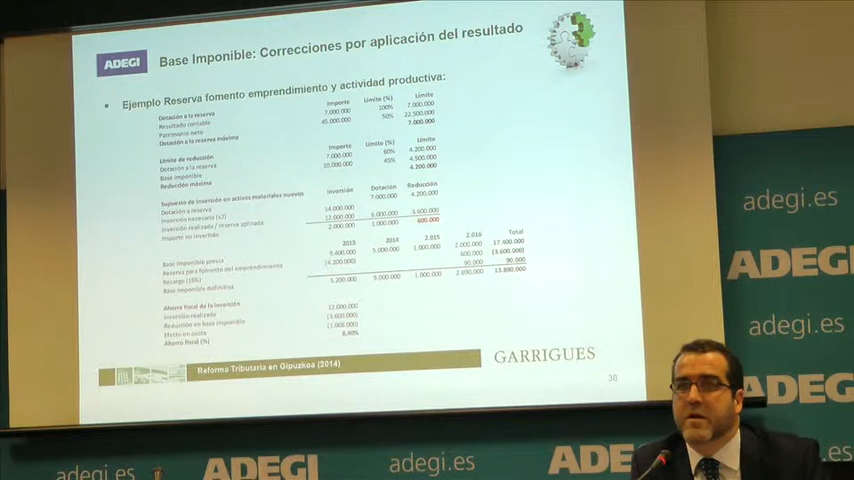 ADEGI
Base Imponible: Correcciones por aplicación del resultado
Ejemplo Reserva fomento emprendimiento y actividad productiva:
Importe Límite (%) Límite
Dotación a la reserva
Resultado contable 7.000.000 100% 7.000.000
Patrimonio neto 45.000.000 50% 22.500.000
Dotación a la reserva máxima 7.000.000
Límite de reducción Importe Límite (%) Límite
Dotación a la reserva 7.000.000 60% 4.200.000
Base imponible 10.000.000 45% 4.500.000
Reducción máxima 4.200.000
Supuesto de inversión en activos materiales nuevos Inversión Dotación Reducción
Dotación a reserva 7.000.000 4.200.000
Inversión necesaria (x2) 14.000.000
Inversión realizada / reserva aplicada 12.000.000 6.000.000 3.600.000
Importe no invertido 2.000.000 1.000.000 600.000
2013 2014 2.015 2.016 Total
Base imponible previa 9.400.000 5.000.000 1.000.000 2.000.000 17.400.000
Reserva para fomento del emprendimiento (4.200.000) 600.000 (3.600.000)
Recargo (15%) 90.000 90.000
Base imponible definitiva 5.200.000 5.000.000 1.000.000 2.690.000 13.890.000
Ahorro fiscal de la inversión
Inversión realizada 12.000.000
Reducción en base imponible (3.600.000)
Efecto en cuota (1.008.000)
Ahorro fiscal (%) 8,40%
Reforma Tributaria en Gipuzkoa (2014)
GARRIGUES
38
adegi.es
ADEGI
adegi.es
ADEGI
adegi.es
ADEGI
adegi.es
ADEGI
.es